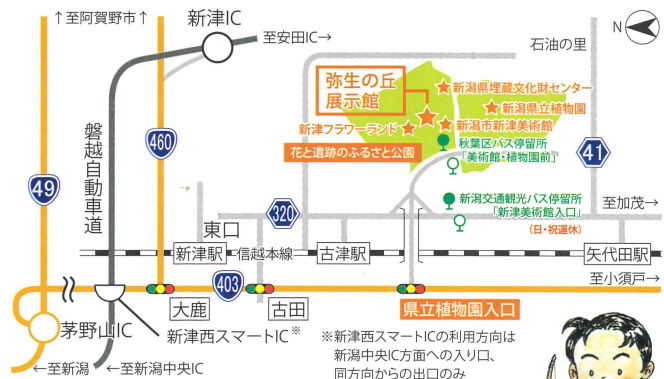 ↑至阿賀野市↑
新津IC
至安田IC→
石油の里
N
弥生の丘
展示館
新潟県埋蔵文化財センター
新潟県立植物園
新潟市新津美術館
新津フラワーランド
花と遺跡のふるさと公園
秋葉区バス停留所
「美術館・植物園前」
磐越自動車道
460
49
41
320
新潟交通観光バス停留所
「新津美術館入口」
(日・祝運休)
至加茂→
東口
新津駅
信越本線
古津駅
矢代田駅
403
至小須戸→
大鹿
古田
県立植物園入口
茅野山IC
新津西スマートIC※
※新津西スマートICの利用方向は
新潟中央IC方面への入り口、
同方向からの出口のみ
←至新潟
←至新潟中央IC